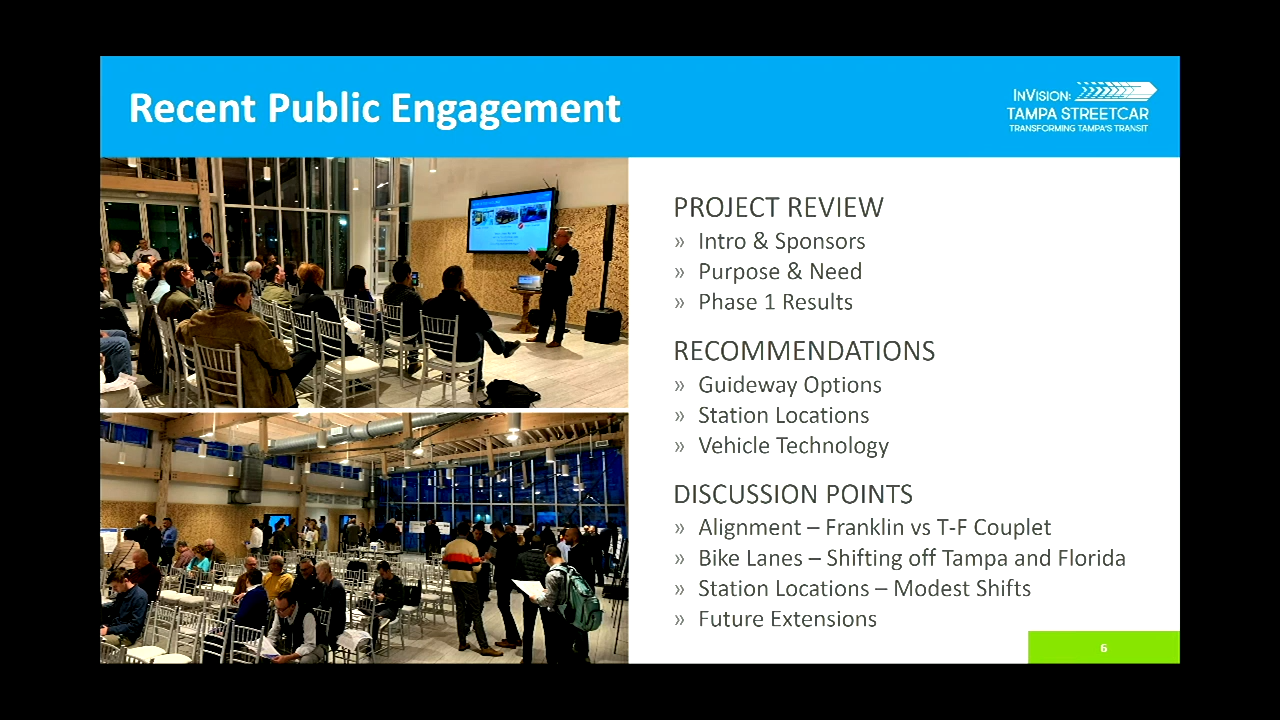 Recent Public Engagement
INVISION:
TAMPA STREETCAR
TRANSFORMING TAMPA'S TRANSIT
PROJECT REVIEW
» Intro & Sponsors
» Purpose & Need
» Phase 1 Results
RECOMMENDATIONS
» Guideway Options
» Station Locations
» Vehicle Technology
DISCUSSION POINTS
» Alignment – Franklin vs T-F Couplet
» Bike Lanes – Shifting off Tampa and Florida
» Station Locations – Modest Shifts
» Future Extensions
6